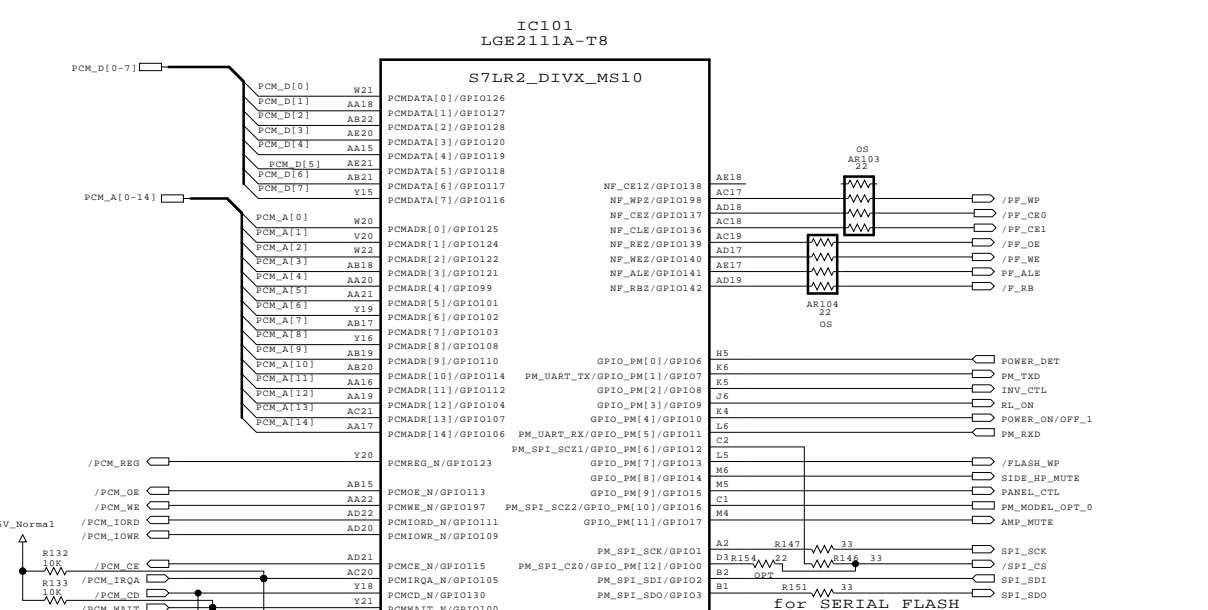 IC101
LGE2111A-T8
S7LR2_DIVX_MS10
PCM_D[0-7]
PCM_D[0] W21 PCMDATA[0]/GPIO126
PCM_D[1] AA18 PCMDATA[1]/GPIO127
PCM_D[2] AB22 PCMDATA[2]/GPIO128
PCM_D[3] AE20 PCMDATA[3]/GPIO120
PCM_D[4] AA15 PCMDATA[4]/GPIO119
PCM_D[5] AE21 PCMDATA[5]/GPIO118
PCM_D[6] AB21 PCMDATA[6]/GPIO117
PCM_D[7] Y15 PCMDATA[7]/GPIO116
PCM_A[0-14]
PCM_A[0] W20 PCMADR[0]/GPIO125
PCM_A[1] V20 PCMADR[1]/GPIO124
PCM_A[2] W22 PCMADR[2]/GPIO122
PCM_A[3] AB18 PCMADR[3]/GPIO121
PCM_A[4] AA20 PCMADR[4]/GPIO99
PCM_A[5] AA21 PCMADR[5]/GPIO101
PCM_A[6] Y19 PCMADR[6]/GPIO102
PCM_A[7] AB17 PCMADR[7]/GPIO103
PCM_A[8] Y16 PCMADR[8]/GPIO108
PCM_A[9] AB19 PCMADR[9]/GPIO110
PCM_A[10] AB20 PCMADR[10]/GPIO114
PCM_A[11] AA16 PCMADR[11]/GPIO112
PCM_A[12] AA19 PCMADR[12]/GPIO104
PCM_A[13] AC21 PCMADR[13]/GPIO107
PCM_A[14] AA17 PCMADR[14]/GPIO106
/PCM_REG Y20 PCMREG_N/GPIO123
/PCM_OE AB15 PCMOE_N/GPIO113
/PCM_WE AA22 PCMWE_N/GPIO197
/PCM_IORD AD22 PCMIORD_N/GPIO111
/PCM_IOWR AD20 PCMIOWR_N/GPIO109
5V_Normal
R132
10K
/PCM_CE AD21 PCMCE_N/GPIO115
/PCM_IRQA AC20 PCMIRQA_N/GPIO105
R133
10K
/PCM_CD Y18 PCMCD_N/GPIO130
/PCM_WAIT Y21 PCMWAIT_N/GPIO100
OS
AR103
22
NF_CE1Z/GPIO138 AE18
NF_WPZ/GPIO198 AC17 /PF_WP
NF_CEZ/GPIO137 AD18 /PF_CE0
NF_CLE/GPIO136 AC18 /PF_CE1
NF_REZ/GPIO139 AC19 /PF_OE
NF_WEZ/GPIO140 AD17 /PF_WE
NF_ALE/GPIO141 AE17 PF_ALE
NF_RBZ/GPIO142 AD19 /F_RB
AR104
22
OS
GPIO_PM[0]/GPIO6 H5 POWER_DET
PM_UART_TX/GPIO_PM[1]/GPIO7 K6 PM_TXD
GPIO_PM[2]/GPIO8 K5 INV_CTL
GPIO_PM[3]/GPIO9 J6 RL_ON
GPIO_PM[4]/GPIO10 K4 POWER_ON/OFF_1
PM_UART_RX/GPIO_PM[5]/GPIO11 L6 PM_RXD
PM_SPI_SCZ1/GPIO_PM[6]/GPIO12 C2
GPIO_PM[7]/GPIO13 L5 /FLASH_WP
GPIO_PM[8]/GPIO14 M6 SIDE_HP_MUTE
GPIO_PM[9]/GPIO15 M5 PANEL_CTL
PM_SPI_SCZ2/GPIO_PM[10]/GPIO16 C1 PM_MODEL_OPT_0
GPIO_PM[11]/GPIO17 M4 AMP_MUTE
PM_SPI_SCK/GPIO1 A2 R147 33 SPI_SCK
PM_SPI_CZ0/GPIO_PM[12]/GPIO0 D3 R154 22 R146 33 /SPI_CS
OPT
PM_SPI_SDI/GPIO2 B2 SPI_SDI
PM_SPI_SDO/GPIO3 B1 R151 33 SPI_SDO
for SERIAL FLASH